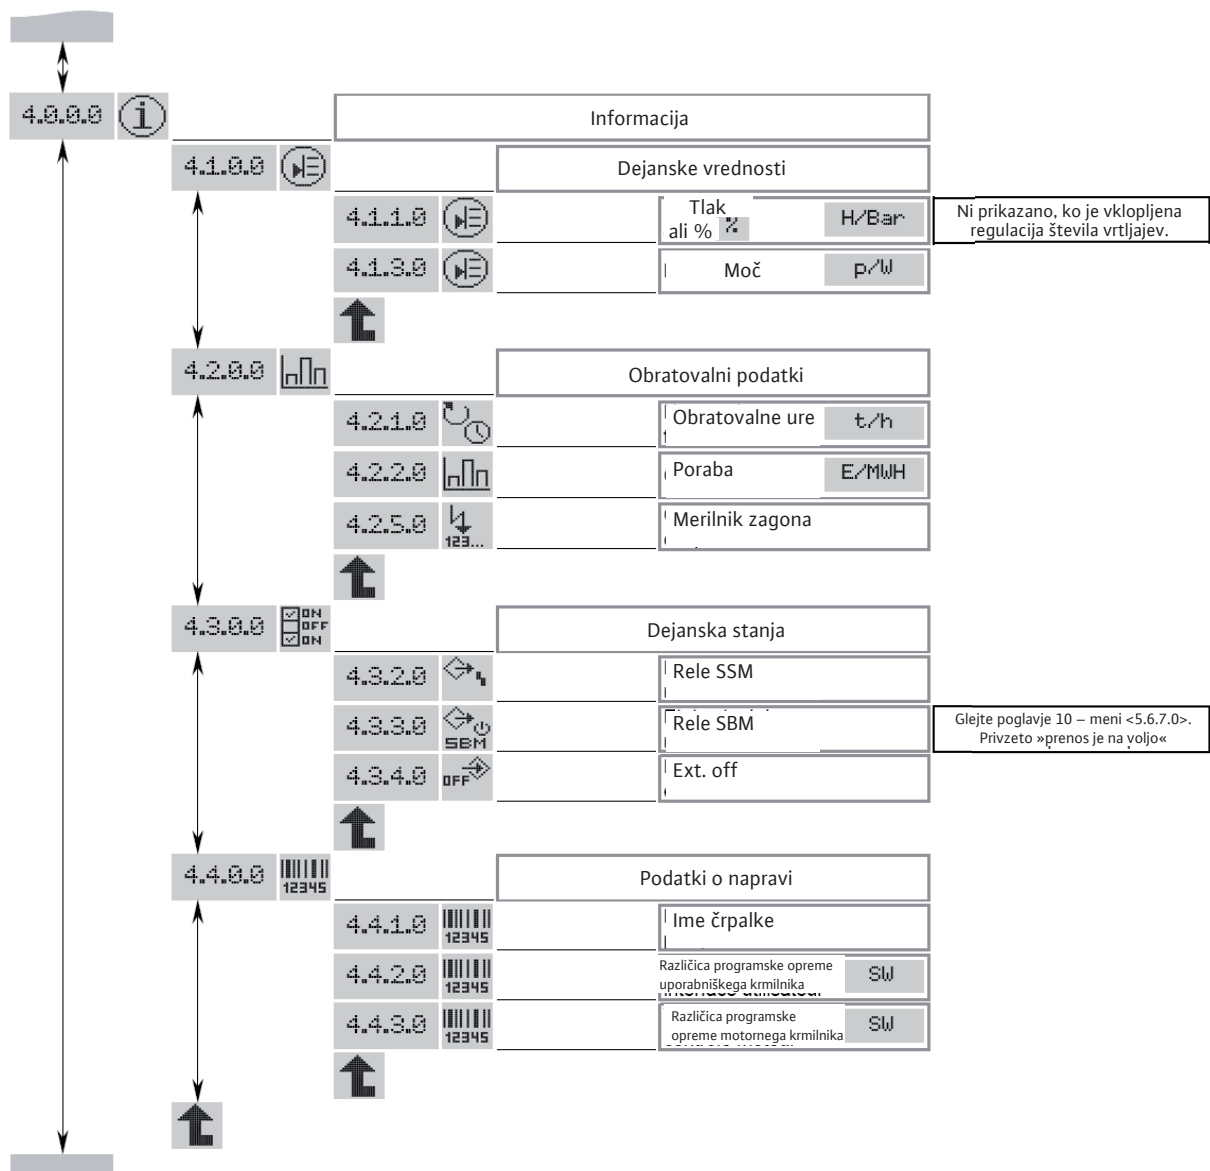 4.0.0.0 i Informacija
4.1.0.0 Dejanske vrednosti
4.1.1.0 Tlak
ali % % H/Bar
Ni prikazano, ko je vklopljena
regulacija števila vrtljajev.
4.1.3.0 Moč p/W
4.2.0.0 Obratovalni podatki
4.2.1.0 Obratovalne ure t/h
4.2.2.0 Poraba E/MWH
4.2.5.0 123... Merilnik zagona
4.3.0.0 ON
OFF
ON
Dejanska stanja
4.3.2.0 Rele SSM
4.3.3.0 SBM Rele SBM
Glejte poglavje 10 – meni <5.6.7.0>.
Privzeto »prenos je na voljo«
4.3.4.0 OFF Ext. off
4.4.0.0 12345 Podatki o napravi
4.4.1.0 12345 Ime črpalke
4.4.2.0 12345 Različica programske opreme
uporabniškega krmilnika SW
4.4.3.0 12345 Različica programske
opreme motornega krmilnika SW